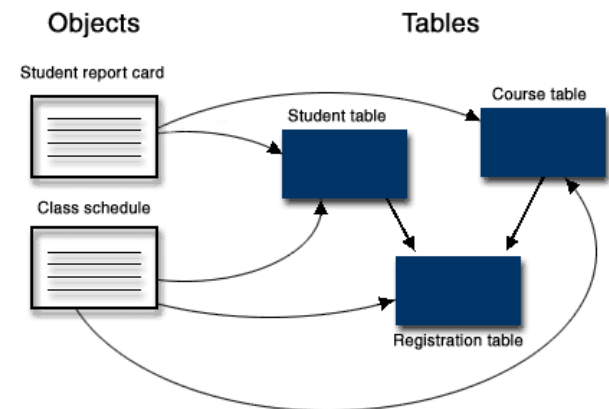 Objects
Tables
Student report card
Student table
Course table
Class schedule
Registration table